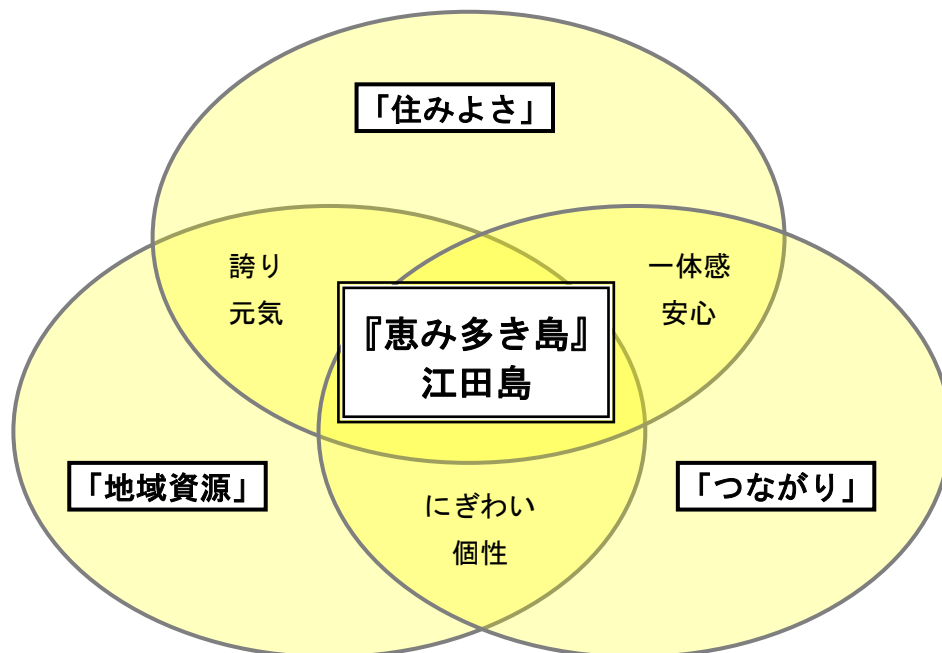 「住みよさ」
誇り
元気
一体感
安心
『恵み多き島』
江田島
「地域資源」
「つながり」
にぎわい
個性